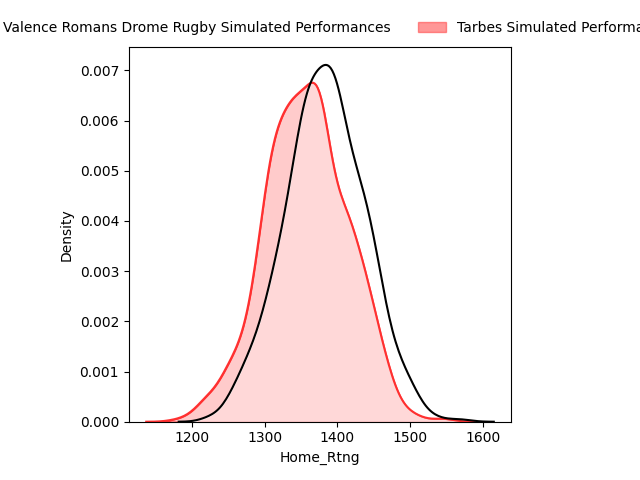 Valence Romans Drome Rugby Simulated Performances Tarbes Simulated Performa
0.007
0.006
0.005
0.004
0.003
0.002
0.001
0.000
Density
1200 1300 1400 1500 1600
Home_Rtng